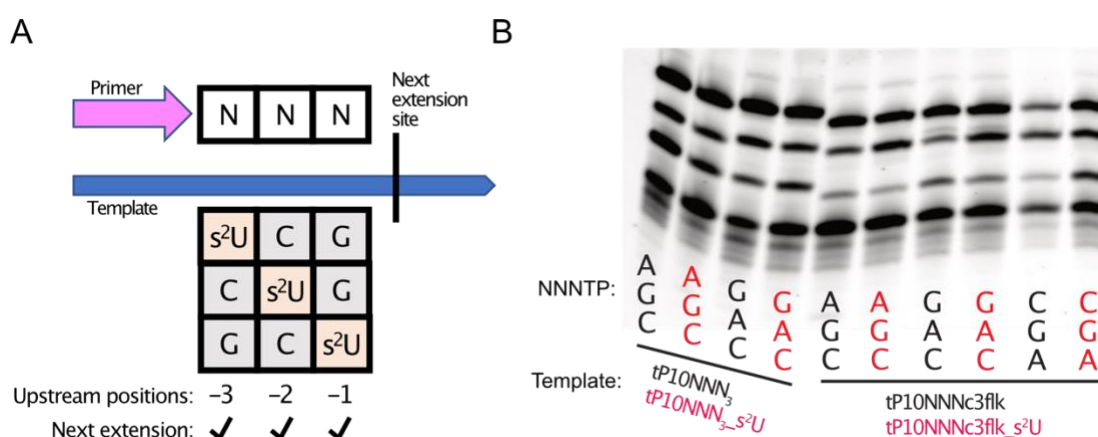 A
B
Primer
N N N
Next
extension
site
Template
s²U C G
C s²U G
G C s²U
Upstream positions: −3 −2 −1
Next extension: ✓ ✓ ✓
NNNTP:
A A G G A A G G C C
G G A A G G A A G G
C C C C C C C C A A
Template:
tP10NNN₃
tP10NNN₃_s²U
tP10NNNc3flk
tP10NNNc3flk_s²U